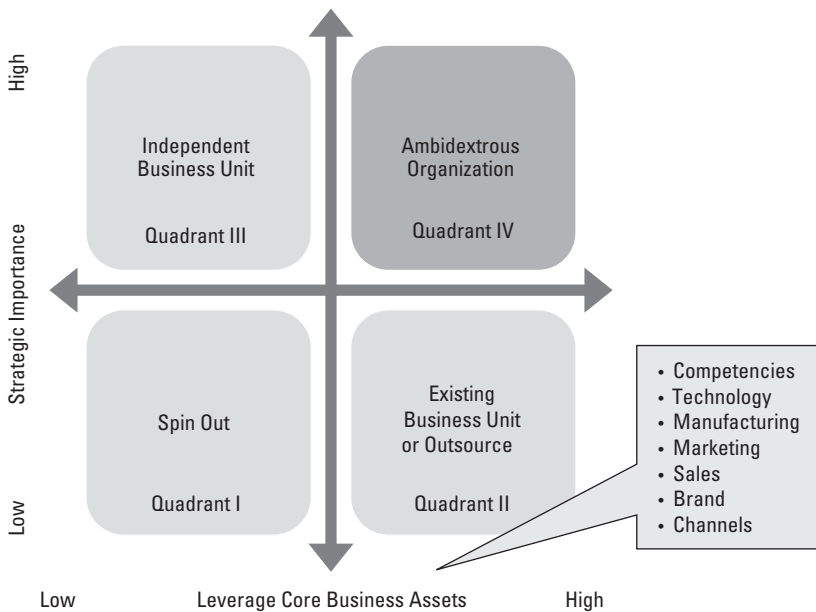 High
Strategic Importance
Low
Independent
Business Unit
Quadrant III
Ambidextrous
Organization
Quadrant IV
Spin Out
Quadrant I
Existing
Business Unit
or Outsource
Quadrant II
• Competencies
• Technology
• Manufacturing
• Marketing
• Sales
• Brand
• Channels
Low
Leverage Core Business Assets
High